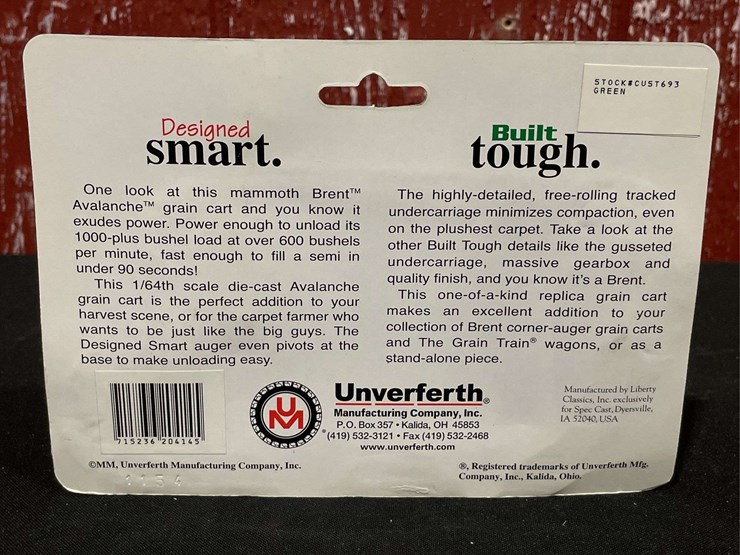 STOCK#CUST693
GREEN
Designed
smart.
One look at this mammoth Brent™
Avalanche™ grain cart and you know it
exudes power. Power enough to unload its
1000-plus bushel load at over 600 bushels
per minute, fast enough to fill a semi in
under 90 seconds!
This 1/64th scale die-cast Avalanche
grain cart is the perfect addition to your
harvest scene, or for the carpet farmer who
wants to be just like the big guys. The
Designed Smart auger even pivots at the
base to make unloading easy.
Built
tough.
The highly-detailed, free-rolling tracked
undercarriage minimizes compaction, even
on the plushest carpet. Take a look at the
other Built Tough details like the gusseted
undercarriage, massive gearbox and
quality finish, and you know it's a Brent.
This one-of-a-kind replica grain cart
makes an excellent addition to your
collection of Brent corner-auger grain carts
and The Grain Train® wagons, or as a
stand-alone piece.
715236 204145
UM
®
Unverferth®
Manufacturing Company, Inc.
P.O. Box 357 • Kalida, OH 45853
(419) 532-3121 • Fax (419) 532-2468
www.unverferth.com
Manufactured by Liberty
Classics, Inc. exclusively
for Spec Cast, Dyersville,
IA 52040, USA
©MM, Unverferth Manufacturing Company, Inc.
®, Registered trademarks of Unverferth Mfg.
Company, Inc., Kalida, Ohio.